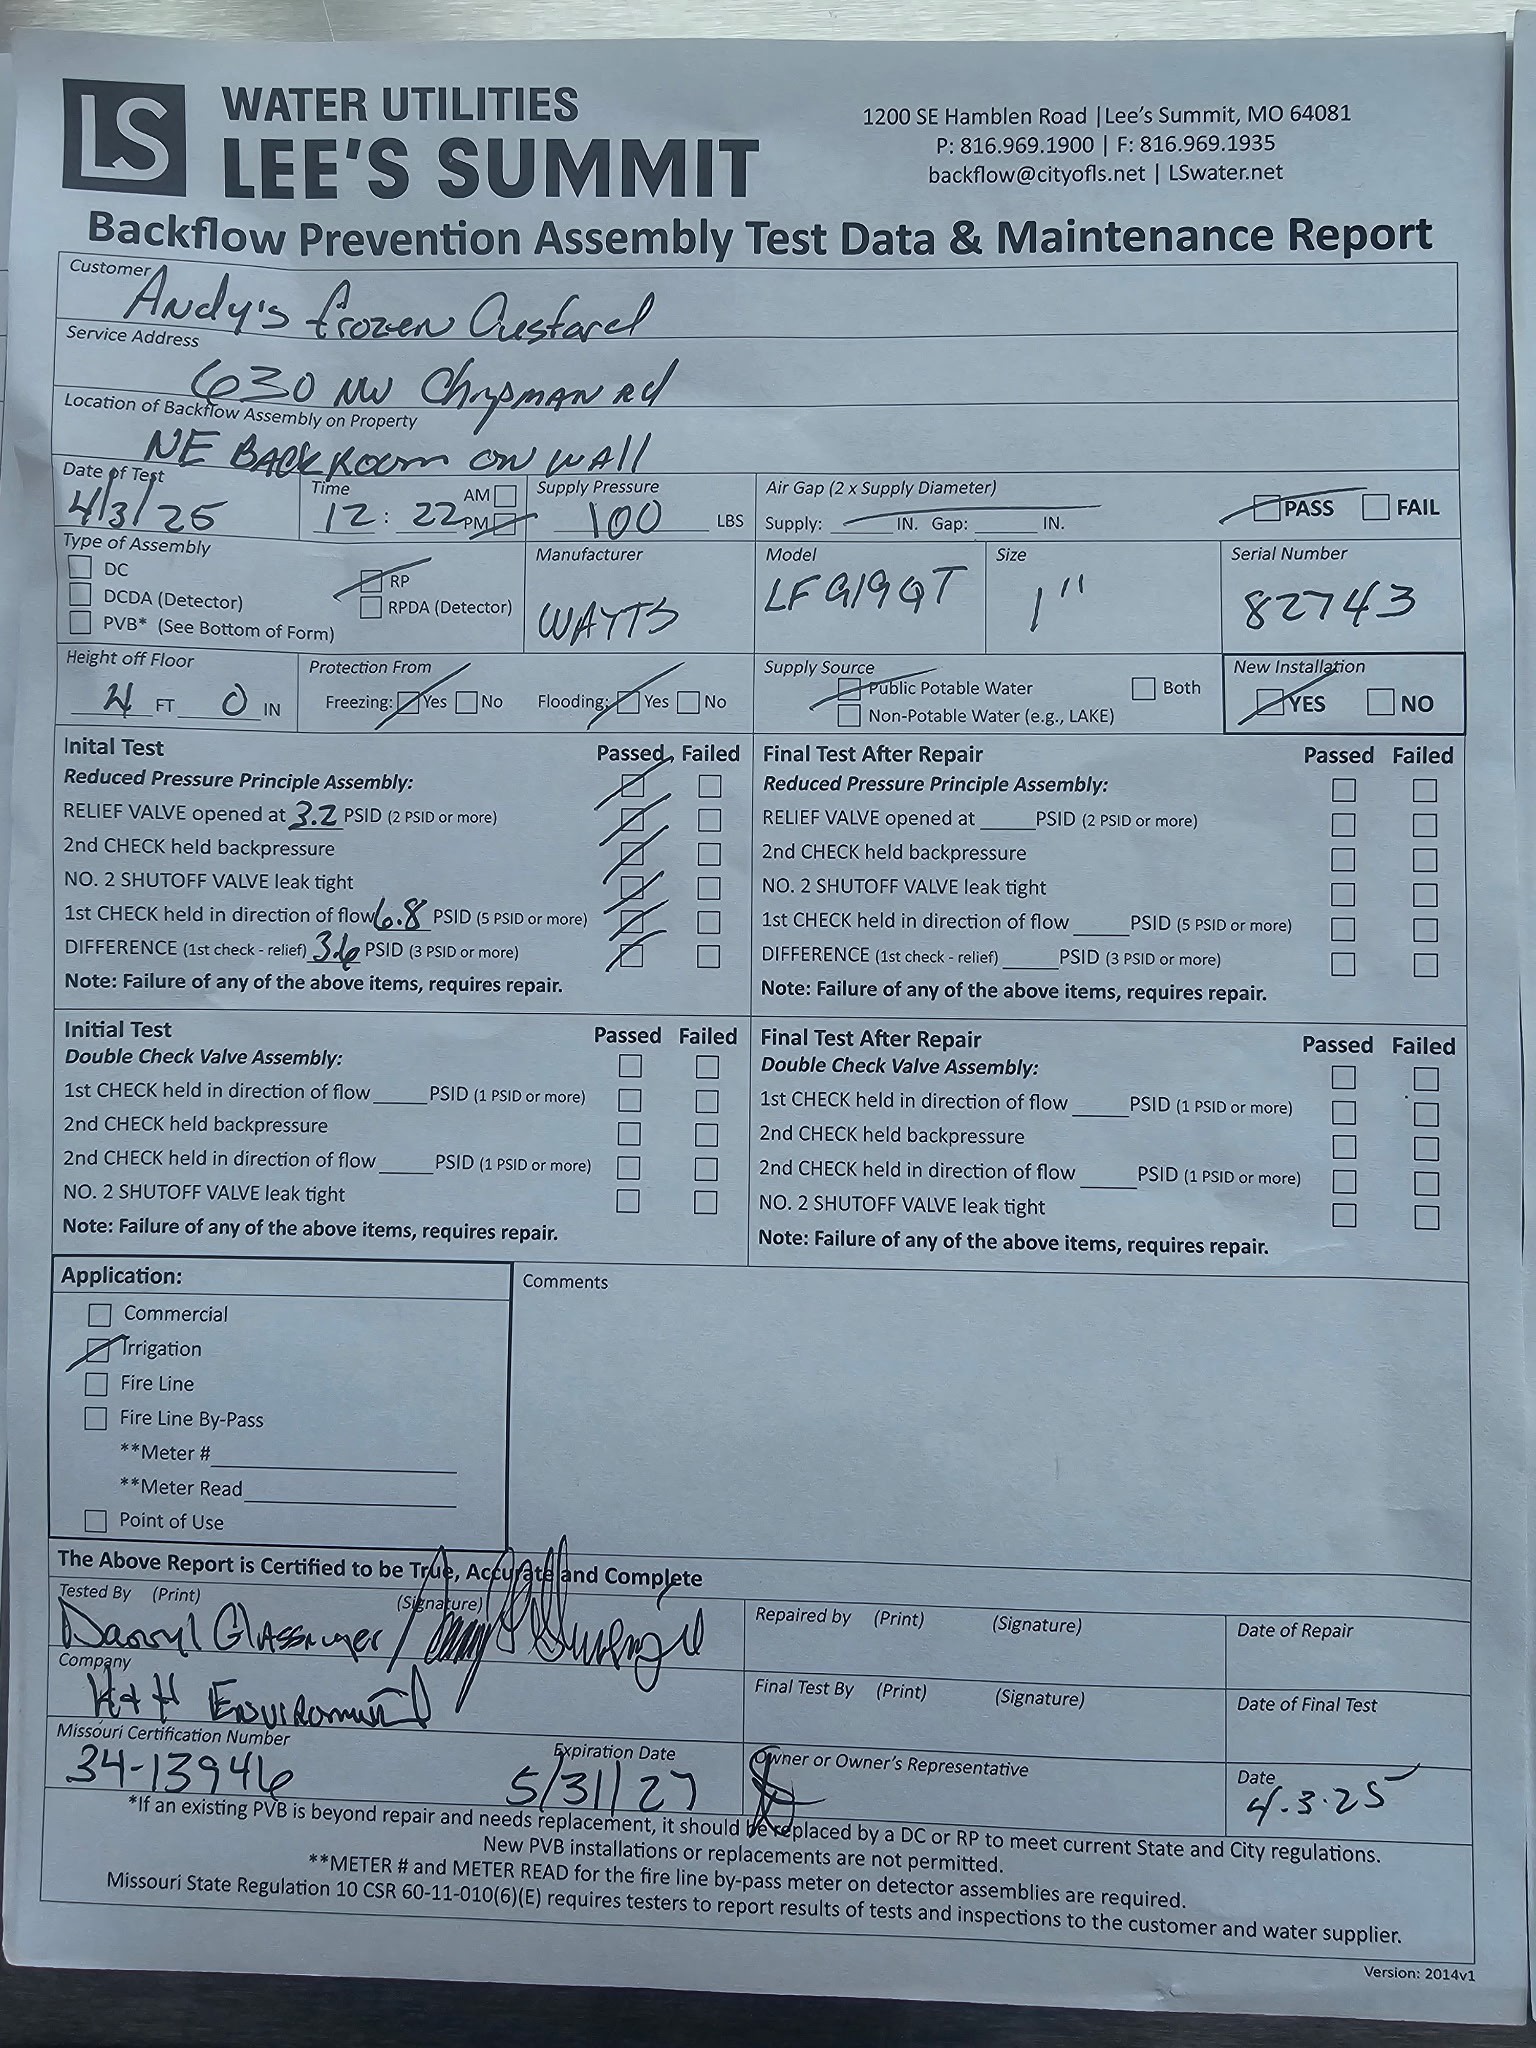 LS WATER UTILITIES
LEE'S SUMMIT
1200 SE Hamblen Road | Lee's Summit, MO 64081
P: 816.969.1900 | F: 816.969.1935
backflow@cityofls.net | LSwater.net
Backflow Prevention Assembly Test Data & Maintenance Report
Customer
Andy's frozen Custard
Service Address
630 NW Chipman Rd
Location of Backflow Assembly on Property
NE BACKROOM ON WALL
Date of Test 4/3/25
Time 12 : 22 AM PM
Supply Pressure 100 LBS
Air Gap (2 x Supply Diameter)
Supply: IN. Gap: IN.
PASS FAIL
Type of Assembly
DC
DCDA (Detector)
PVB* (See Bottom of Form)
RP
RPDA (Detector)
Manufacturer
WATTS
Model
LF919QT
Size
1"
Serial Number
82743
Height off Floor
4 FT 0 IN
Protection From
Freezing: Yes No Flooding: Yes No
Supply Source
Public Potable Water Both
Non-Potable Water (e.g., LAKE)
New Installation
YES NO
Inital Test Passed Failed
Reduced Pressure Principle Assembly:
RELIEF VALVE opened at 3.2 PSID (2 PSID or more)
2nd CHECK held backpressure
NO. 2 SHUTOFF VALVE leak tight
1st CHECK held in direction of flow 6.8 PSID (5 PSID or more)
DIFFERENCE (1st check - relief) 3.6 PSID (3 PSID or more)
Note: Failure of any of the above items, requires repair.
Final Test After Repair Passed Failed
Reduced Pressure Principle Assembly:
RELIEF VALVE opened at PSID (2 PSID or more)
2nd CHECK held backpressure
NO. 2 SHUTOFF VALVE leak tight
1st CHECK held in direction of flow PSID (5 PSID or more)
DIFFERENCE (1st check - relief) PSID (3 PSID or more)
Note: Failure of any of the above items, requires repair.
Initial Test Passed Failed
Double Check Valve Assembly:
1st CHECK held in direction of flow PSID (1 PSID or more)
2nd CHECK held backpressure
2nd CHECK held in direction of flow PSID (1 PSID or more)
NO. 2 SHUTOFF VALVE leak tight
Note: Failure of any of the above items, requires repair.
Final Test After Repair Passed Failed
Double Check Valve Assembly:
1st CHECK held in direction of flow PSID (1 PSID or more)
2nd CHECK held backpressure
2nd CHECK held in direction of flow PSID (1 PSID or more)
NO. 2 SHUTOFF VALVE leak tight
Note: Failure of any of the above items, requires repair.
Application:
Commercial
Irrigation
Fire Line
Fire Line By-Pass
**Meter #
**Meter Read
Point of Use
Comments
The Above Report is Certified to be True, Accurate and Complete
Tested By (Print) (Signature)
Darryl
Repaired by (Print) (Signature)
Date of Repair
Company
H+H Environmental
Final Test By (Print) (Signature)
Date of Final Test
Missouri Certification Number
34-13946
Expiration Date
5/31/27
Owner or Owner's Representative
Date
4.3.25
*If an existing PVB is beyond repair and needs replacement, it should be replaced by a DC or RP to meet current State and City regulations.
New PVB installations or replacements are not permitted.
**METER # and METER READ for the fire line by-pass meter on detector assemblies are required.
Missouri State Regulation 10 CSR 60-11-010(6)(E) requires testers to report results of tests and inspections to the customer and water supplier.
Version: 2014v1